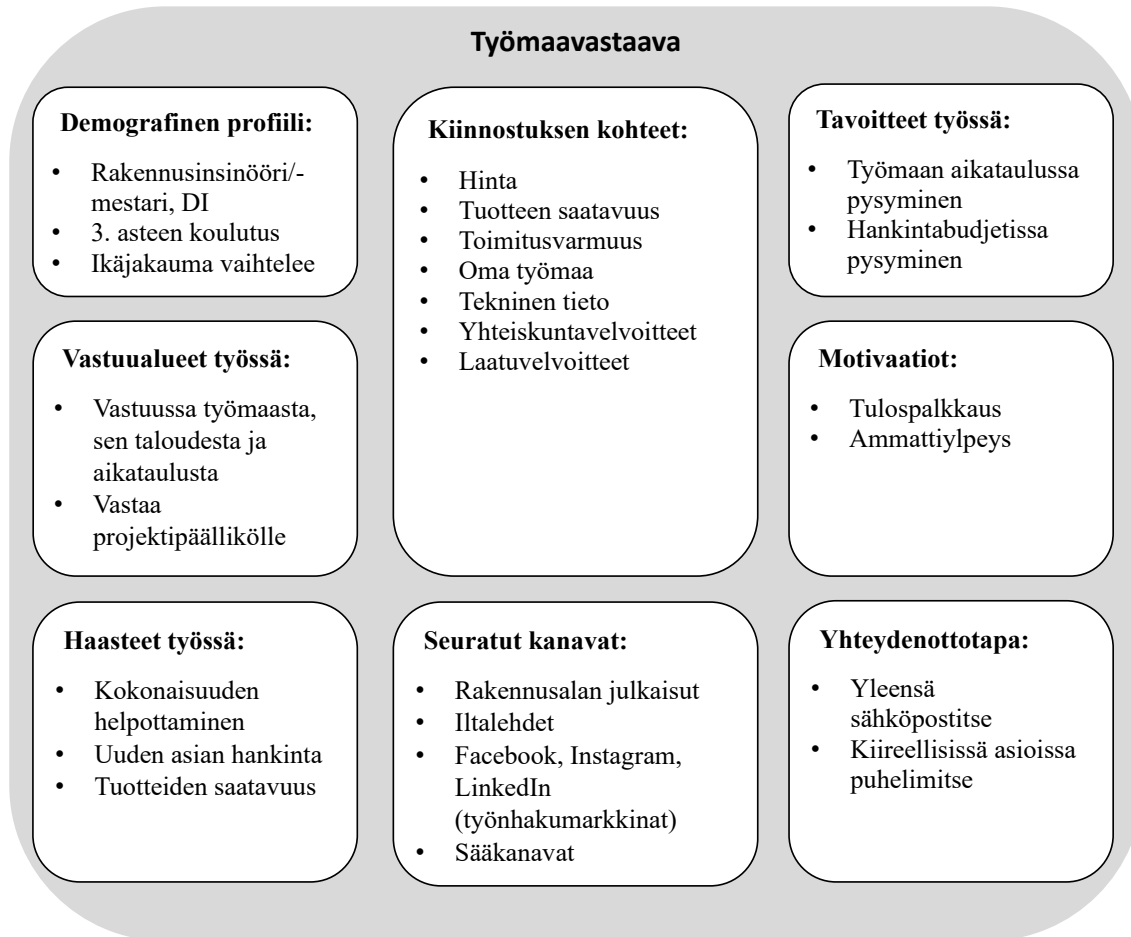 Työmaavastaava
Demografinen profiili:
• Rakennusinsinööri/-
mestari, DI
• 3. asteen koulutus
• Ikäjakauma vaihtelee
Kiinnostuksen kohteet:
• Hinta
• Tuotteen saatavuus
• Toimitusvarmuus
• Oma työmaa
• Tekninen tieto
• Yhteiskuntavelvoitteet
• Laatuvelvoitteet
Tavoitteet työssä:
• Työmaan aikataulussa
pysyminen
• Hankintabudjetissa
pysyminen
Vastuualueet työssä:
• Vastuussa työmaasta,
sen taloudesta ja
aikataulusta
• Vastaa
projektipäällikölle
Motivaatiot:
• Tulospalkkaus
• Ammattiylpeys
Haasteet työssä:
• Kokonaisuuden
helpottaminen
• Uuden asian hankinta
• Tuotteiden saatavuus
Seuratut kanavat:
• Rakennusalan julkaisut
• Iltalehdet
• Facebook, Instagram,
LinkedIn
(työnhakumarkkinat)
• Sääkanavat
Yhteydenottotapa:
• Yleensä
sähköpostitse
• Kiireellisissä asioissa
puhelimitse